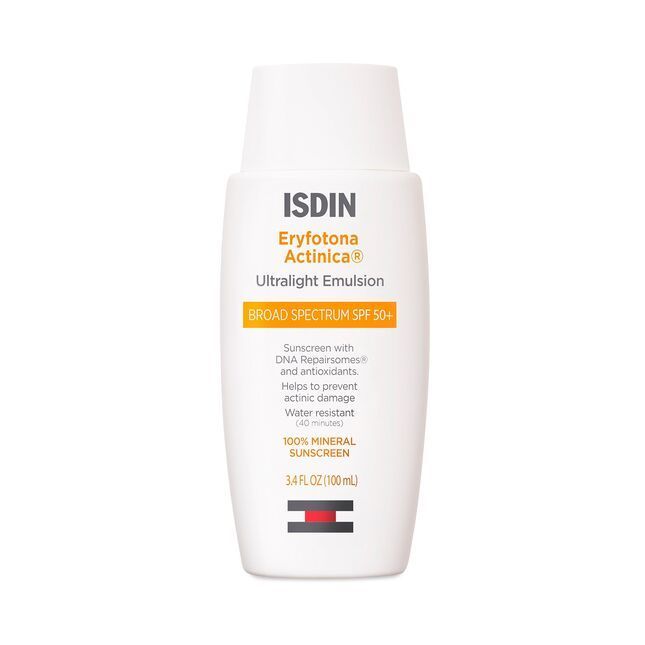 ISDIN
Eryfotona
Actinica®
Ultralight Emulsion
BROAD SPECTRUM SPF 50+
Sunscreen with
DNA Repairsomes®
and antioxidants.
Helps to prevent
actinic damage
Water resistant
(40 minutes)
100% MINERAL
SUNSCREEN
3.4 FL OZ (100 mL)